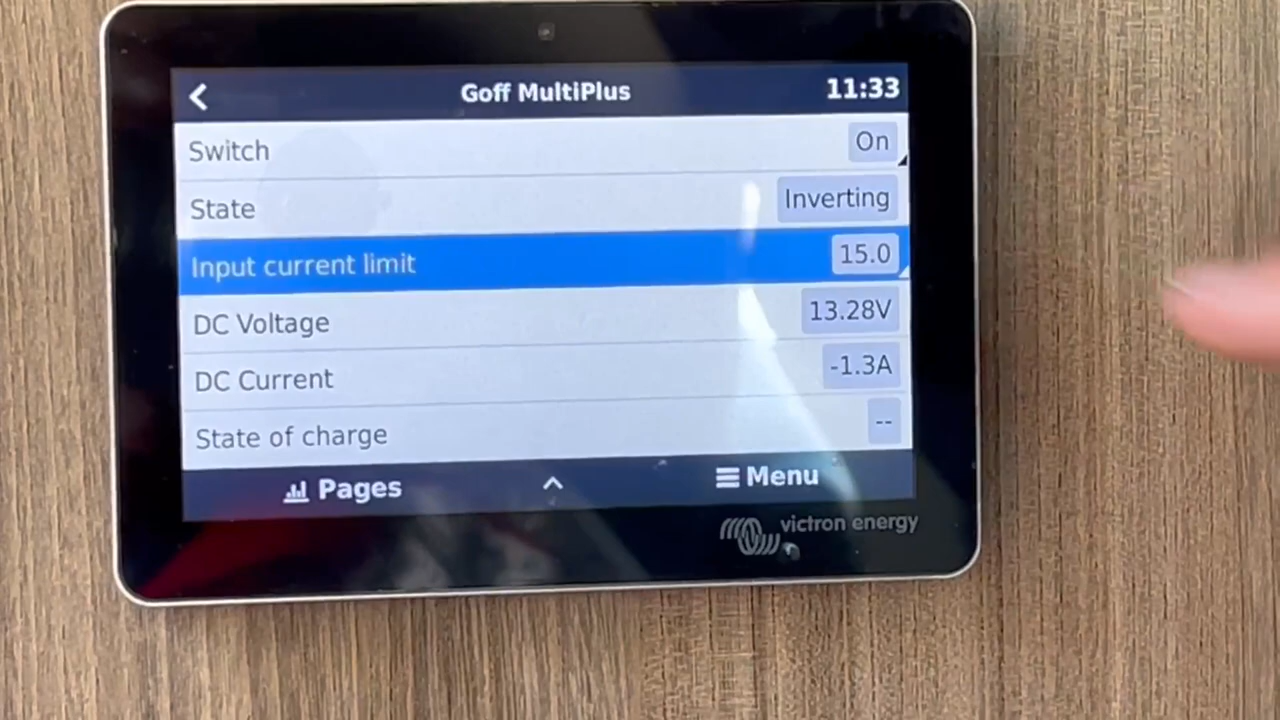 Goff MultiPlus 11:33
Switch On
State Inverting
Input current limit 15.0
DC Voltage 13.28V
DC Current -1.3A
State of charge --
Pages Menu
victron energy